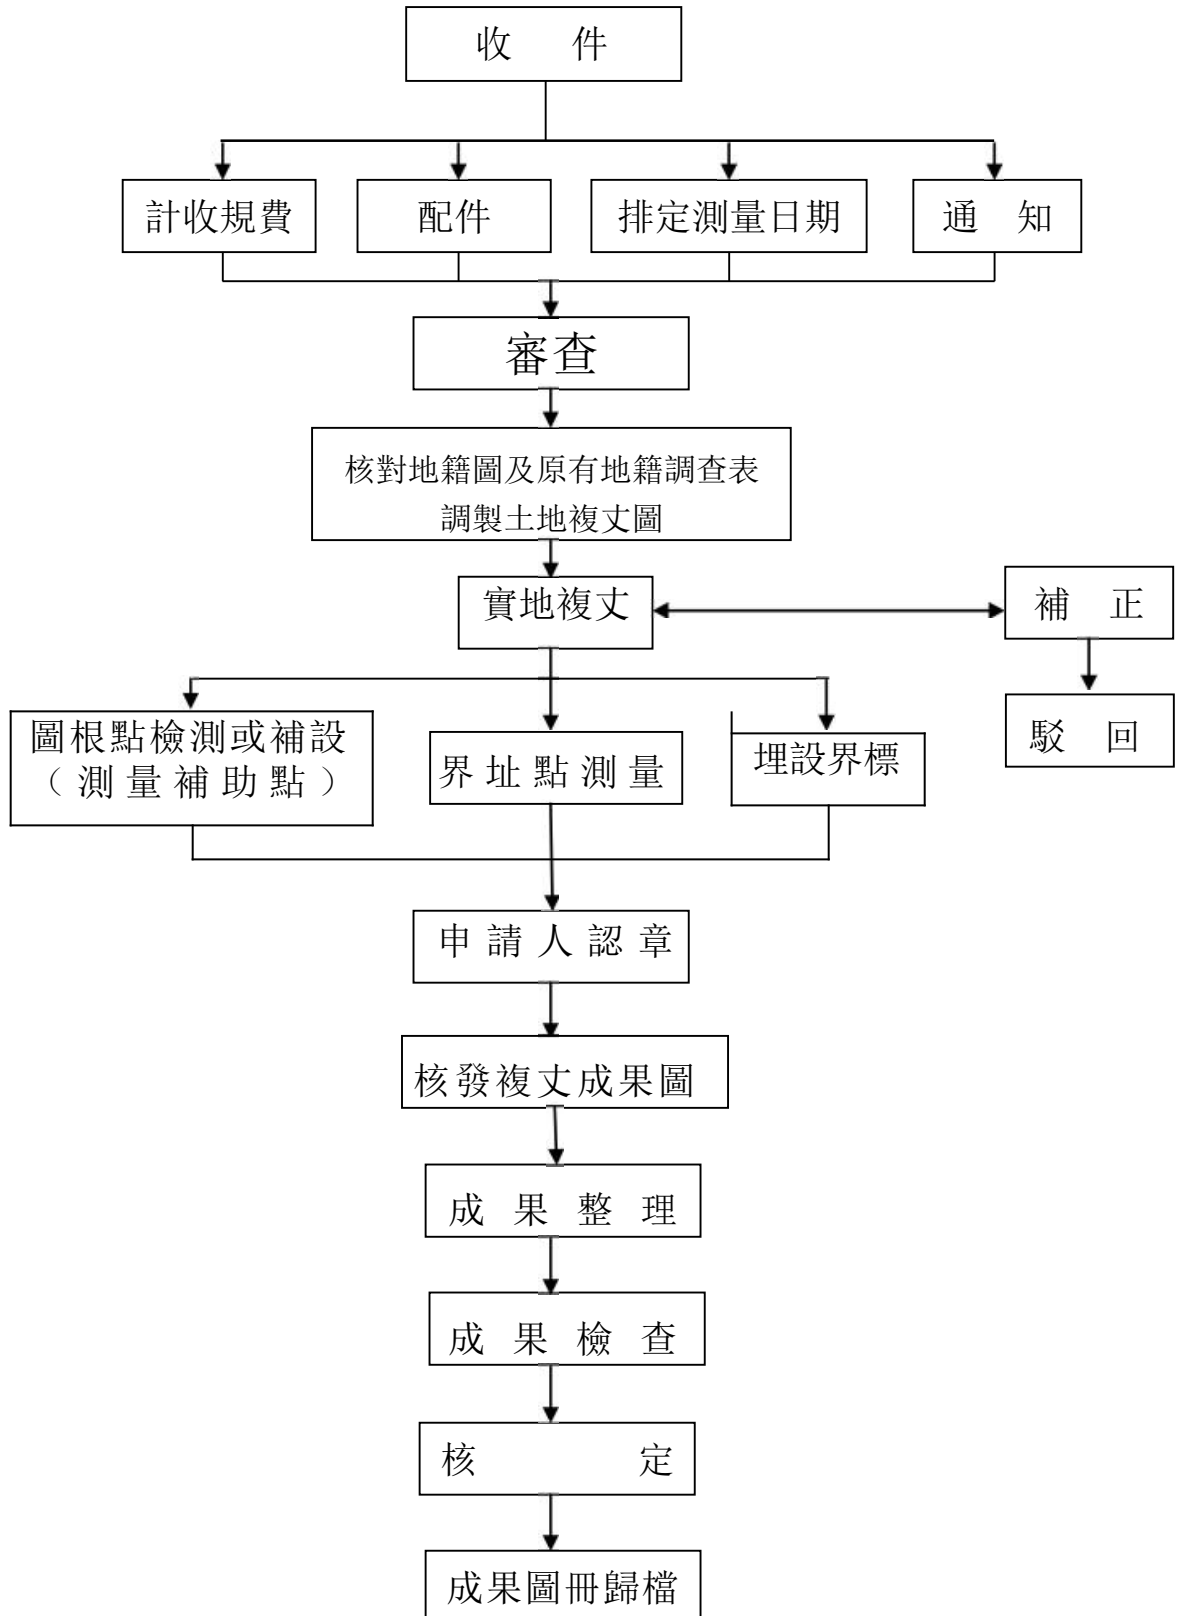 收 件
計收規費
配件
排定測量日期
通 知
審查
核對地籍圖及原有地籍調查表
調製土地複丈圖
實地複丈
補 正
駁 回
圖根點檢測或補設
（測量補助點）
界址點測量
埋設界標
申請人認章
核發複丈成果圖
成果整理
成果檢查
核 定
成果圖冊歸檔